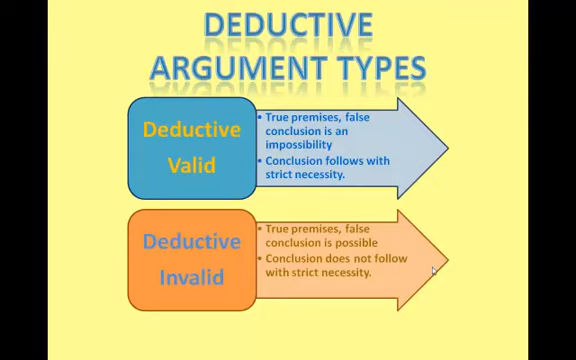 DEDUCTIVE
ARGUMENT TYPES
Deductive
Valid
• True premises, false
conclusion is an
impossibility
• Conclusion follows with
strict necessity.
Deductive
Invalid
• True premises, false
conclusion is possible
• Conclusion does not follow
with strict necessity.